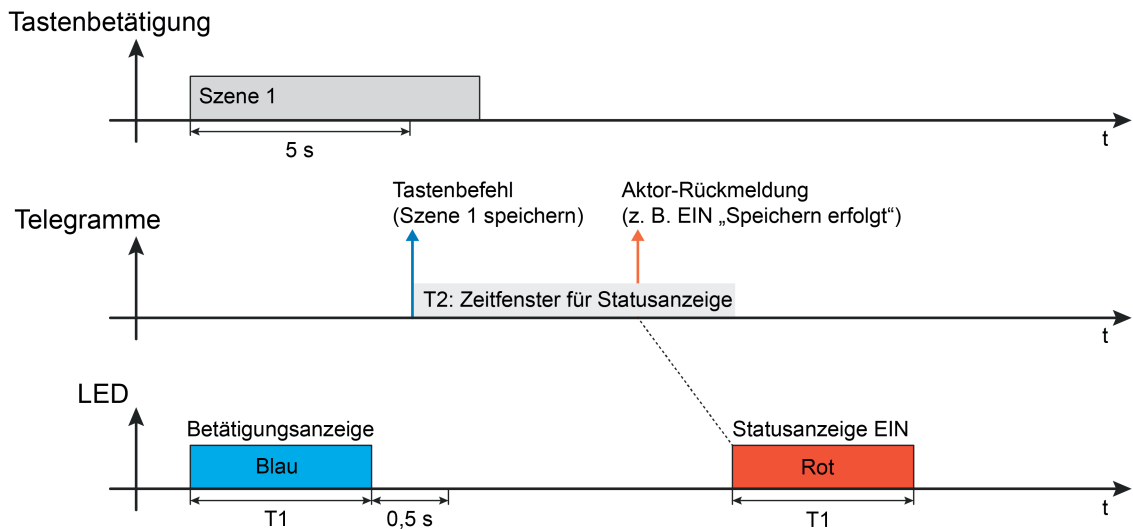 Tastenbetätigung
Szene 1
5 s
t
Tastenbefehl
(Szene 1 speichern)
Aktor-Rückmeldung
(z. B. EIN „Speichern erfolgt“)
Telegramme
T2: Zeitfenster für Statusanzeige
t
LED
Betätigungsanzeige
Statusanzeige EIN
Blau
Rot
T1
0,5 s
T1
t